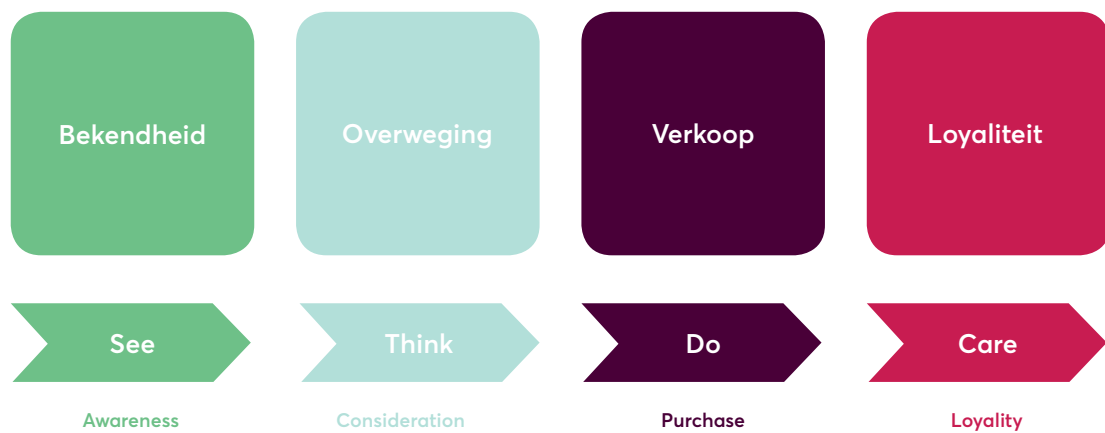 Bekendheid
Overweging
Verkoop
Loyaliteit
See
Think
Do
Care
Awareness
Consideration
Purchase
Loyality